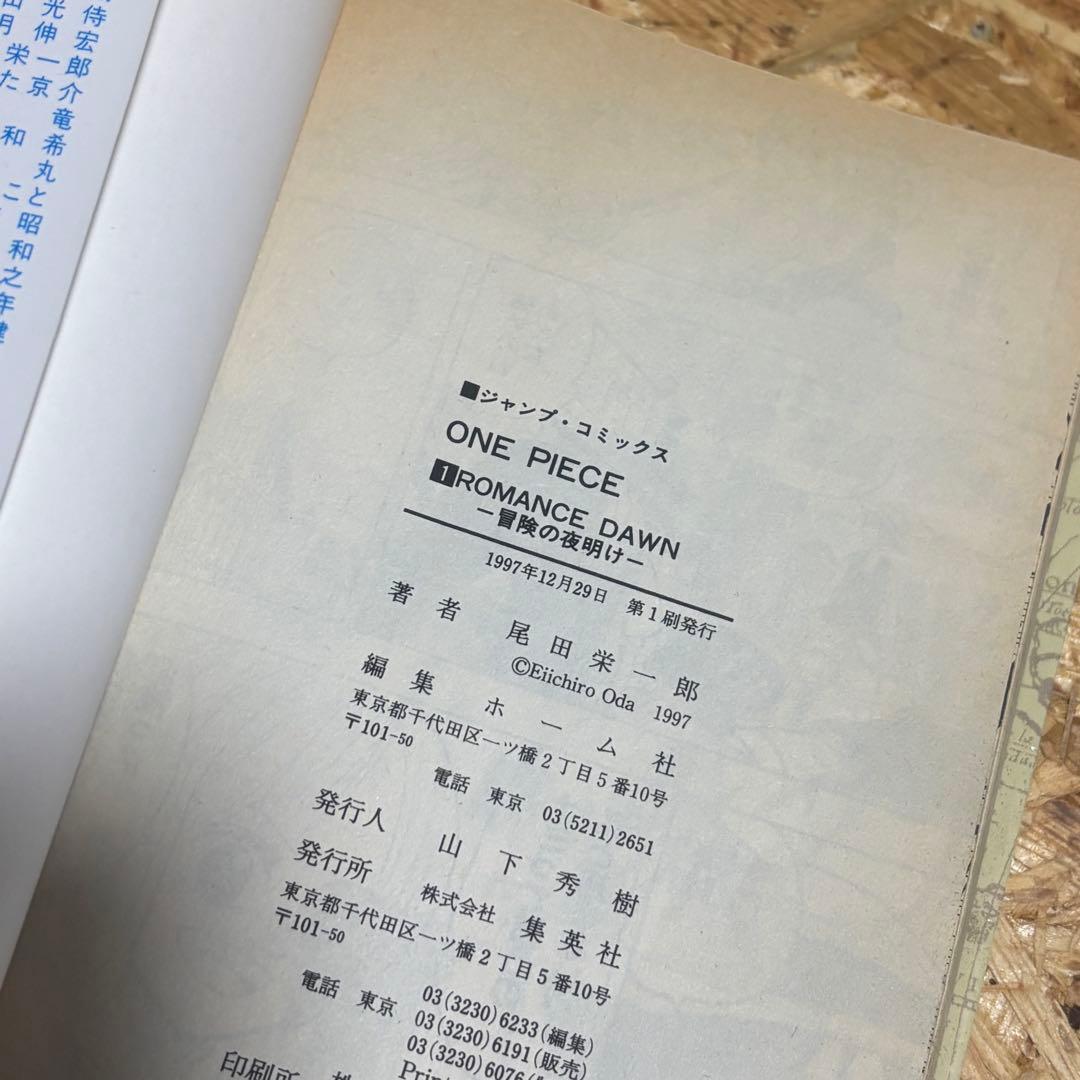 ■ジャンプ・コミックス
ONE PIECE
1 ROMANCE DAWN
ー冒険の夜明けー
1997年12月29日 第1刷発行
著者 尾田栄一郎
©Eiichiro Oda 1997
編集 ホーム社
東京都千代田区一ツ橋2丁目5番10号
〒101-50
電話 東京 03(5211)2651
発行人 山下秀樹
発行所 株式会社 集英社
東京都千代田区一ツ橋2丁目5番10号
〒101-50
電話 東京 03(3230)6233(編集)
03(3230)6191(販売)
03(3230)6076
印刷所